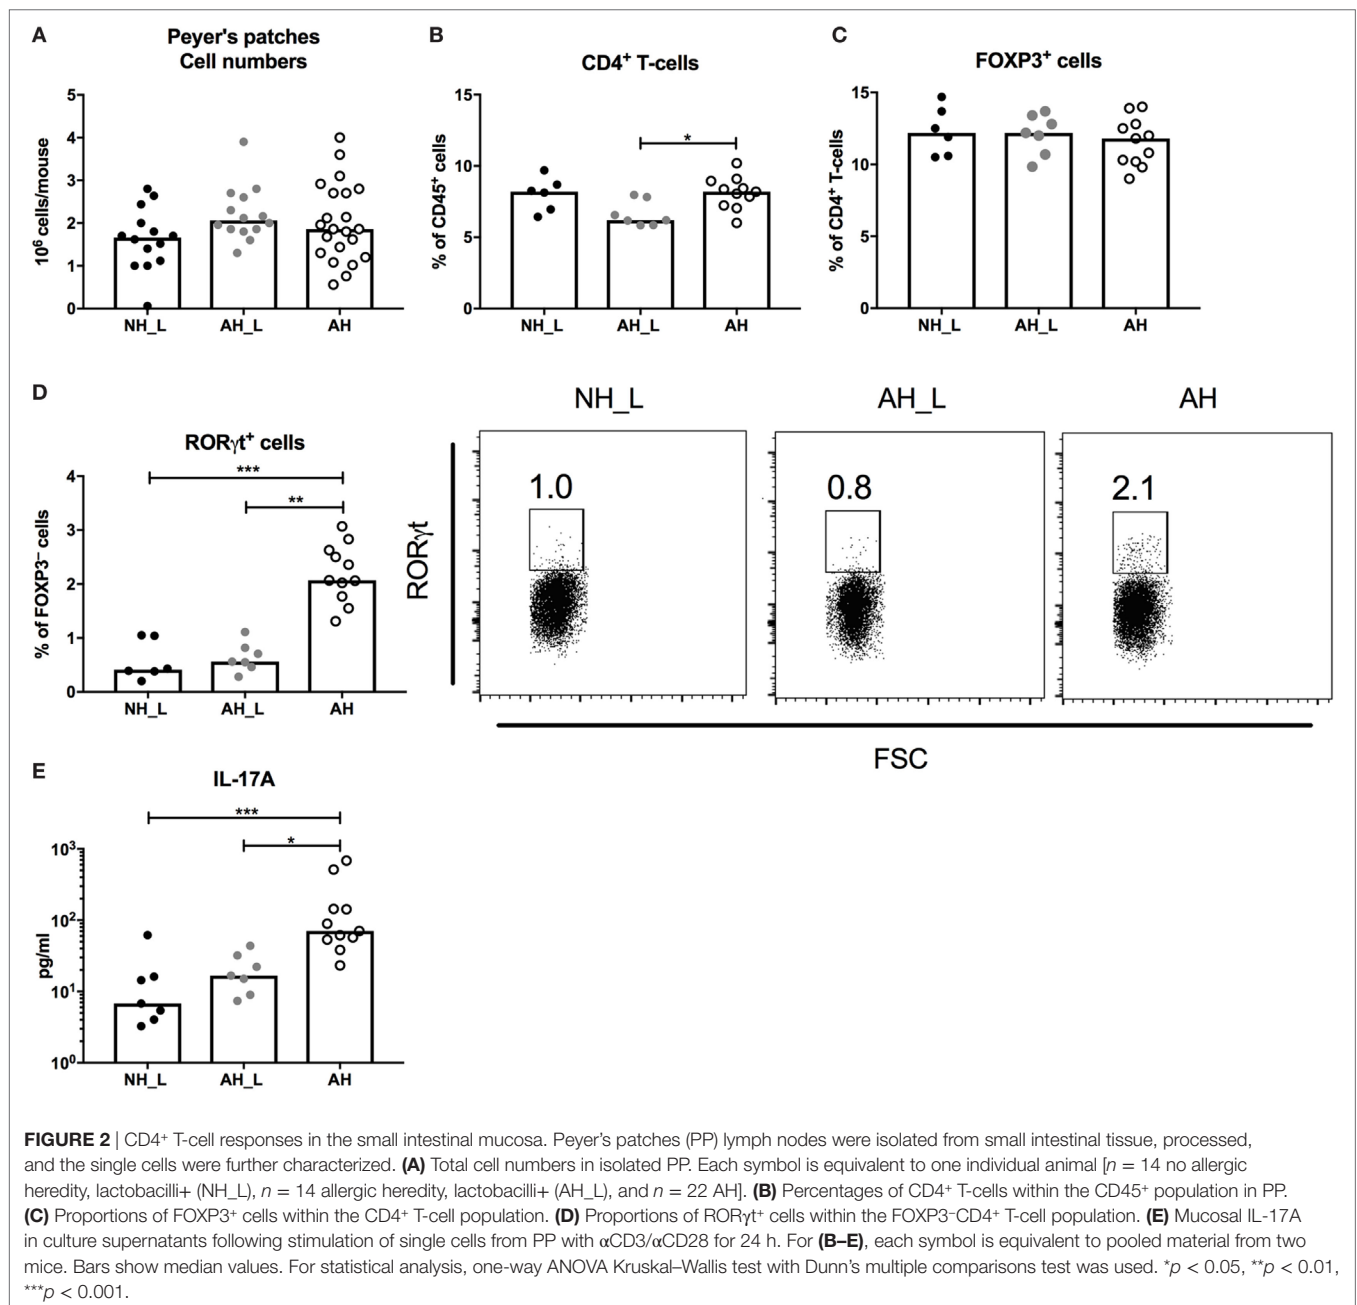 A
Peyer's patches
Cell numbers
10⁶ cells/mouse
5
4
3
2
1
0
NH_L
AH_L
AH
B
CD4⁺ T-cells
% of CD45⁺ cells
15
10
5
0
*
NH_L
AH_L
AH
C
FOXP3⁺ cells
% of CD4⁺ T-cells
15
10
5
0
NH_L
AH_L
AH
D
RORγt⁺ cells
% of FOXP3⁻ cells
4
3
2
1
0
***
**
NH_L
AH_L
AH
NH_L
AH_L
AH
RORγt
1.0
0.8
2.1
FSC
E
IL-17A
pg/ml
10³
10²
10¹
10⁰
***
*
NH_L
AH_L
AH
FIGURE 2 | CD4⁺ T-cell responses in the small intestinal mucosa. Peyer’s patches (PP) lymph nodes were isolated from small intestinal tissue, processed,
and the single cells were further characterized. (A) Total cell numbers in isolated PP. Each symbol is equivalent to one individual animal [n = 14 no allergic
heredity, lactobacilli+ (NH_L), n = 14 allergic heredity, lactobacilli+ (AH_L), and n = 22 AH]. (B) Percentages of CD4⁺ T-cells within the CD45⁺ population in PP.
(C) Proportions of FOXP3⁺ cells within the CD4⁺ T-cell population. (D) Proportions of RORγt⁺ cells within the FOXP3⁻CD4⁺ T-cell population. (E) Mucosal IL-17A
in culture supernatants following stimulation of single cells from PP with αCD3/αCD28 for 24 h. For (B–E), each symbol is equivalent to pooled material from two
mice. Bars show median values. For statistical analysis, one-way ANOVA Kruskal–Wallis test with Dunn’s multiple comparisons test was used. *p < 0.05, **p < 0.01,
***p < 0.001.